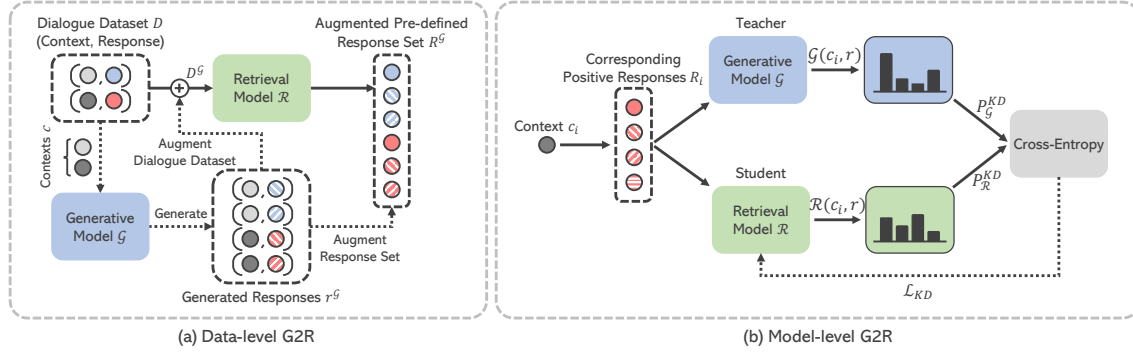 Dialogue Dataset D
(Context, Response)
Augmented Pre-defined
Response Set R^𝒢
D^𝒢
Retrieval
Model ℛ
Contexts c
Augment
Dialogue Dataset
Generative
Model 𝒢
Generate
Augment
Response Set
Generated Responses r^𝒢
(a) Data-level G2R
Teacher
Corresponding
Positive Responses R_i
Generative
Model 𝒢
𝒢(c_i, r)
P_𝒢^KD
Context c_i
Cross-Entropy
P_ℛ^KD
Student
Retrieval
Model ℛ
ℛ(c_i, r)
ℒ_KD
(b) Model-level G2R